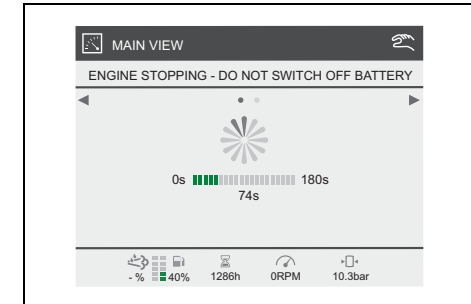 MAIN VIEW
ENGINE STOPPING - DO NOT SWITCH OFF BATTERY
0s 180s
74s
- % 40% 1286h 0RPM 10.3bar